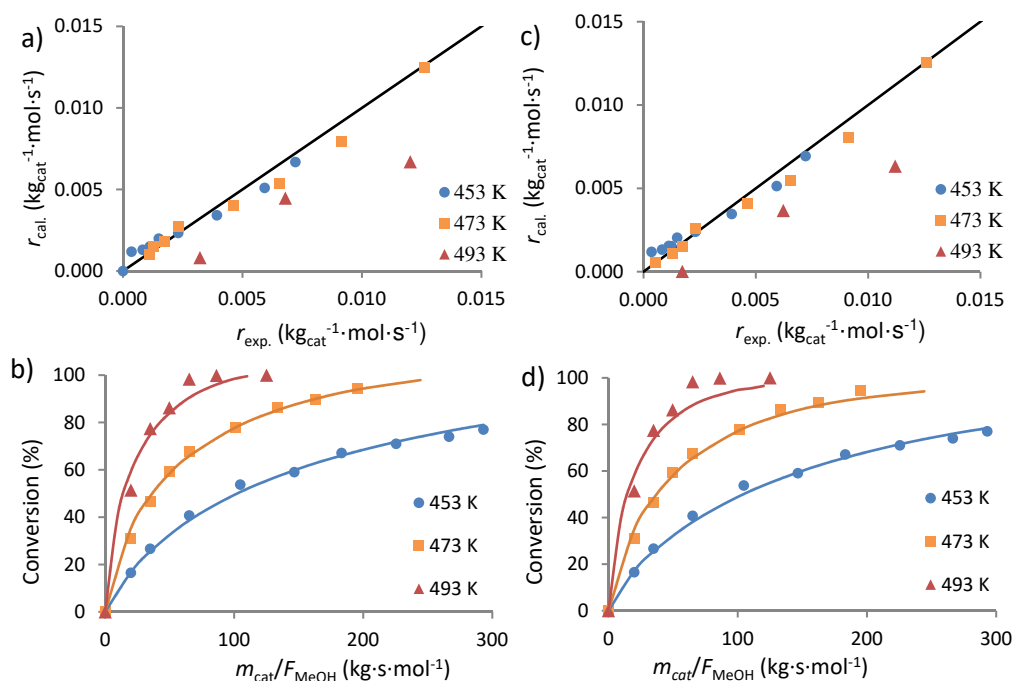 a)
r_cal. (kg_cat^-1·mol·s^-1)
0.015
0.010
0.005
0.000
0.000 0.005 0.010 0.015
453 K
473 K
493 K
r_exp. (kg_cat^-1·mol·s^-1)
c)
r_cal. (kg_cat^-1·mol·s^-1)
0.015
0.010
0.005
0.000
0.000 0.005 0.010 0.015
453 K
473 K
493 K
r_exp. (kg_cat^-1·mol·s^-1)
b)
Conversion (%)
100
80
60
40
20
0
0 100 200 300
453 K
473 K
493 K
m_cat/F_MeOH (kg·s·mol^-1)
d)
Conversion (%)
100
80
60
40
20
0
0 100 200 300
453 K
473 K
493 K
m_cat/F_MeOH (kg·s·mol^-1)